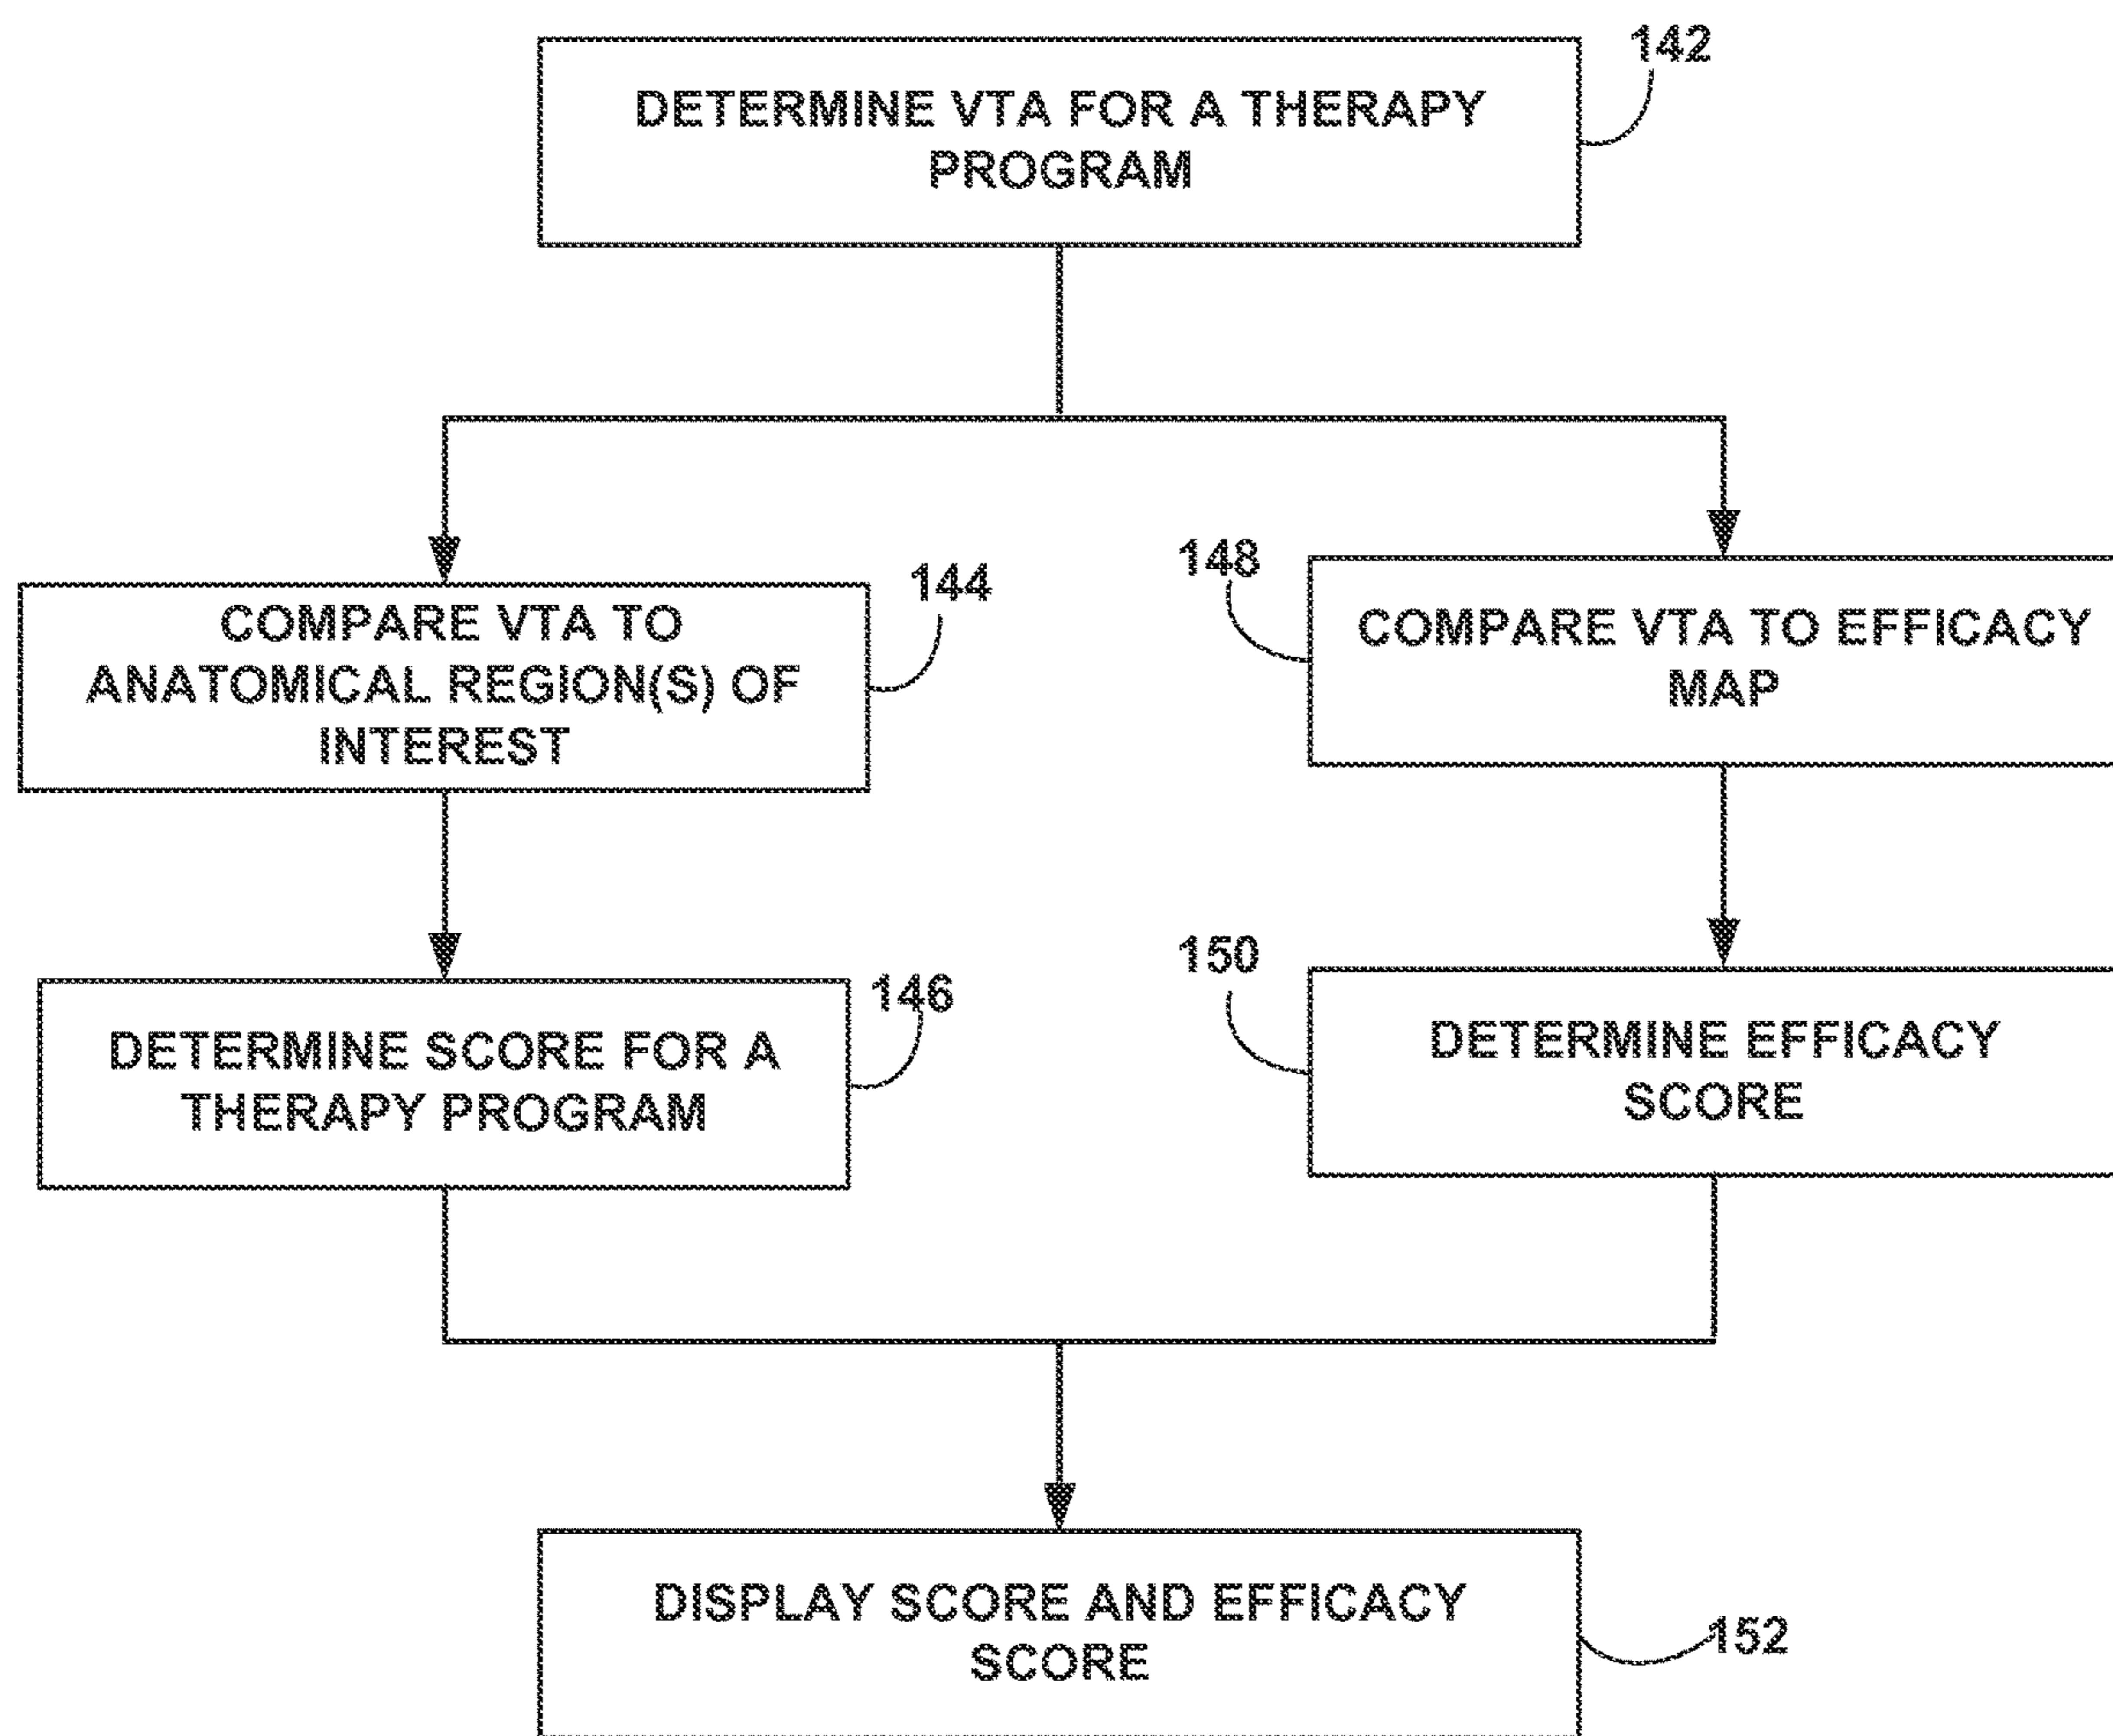 142
DETERMINE VTA FOR A THERAPY
PROGRAM
144
COMPARE VTA TO
ANATOMICAL REGION(S) OF
INTEREST
148
COMPARE VTA TO EFFICACY
MAP
146
DETERMINE SCORE FOR A
THERAPY PROGRAM
150
DETERMINE EFFICACY
SCORE
DISPLAY SCORE AND EFFICACY
SCORE
152